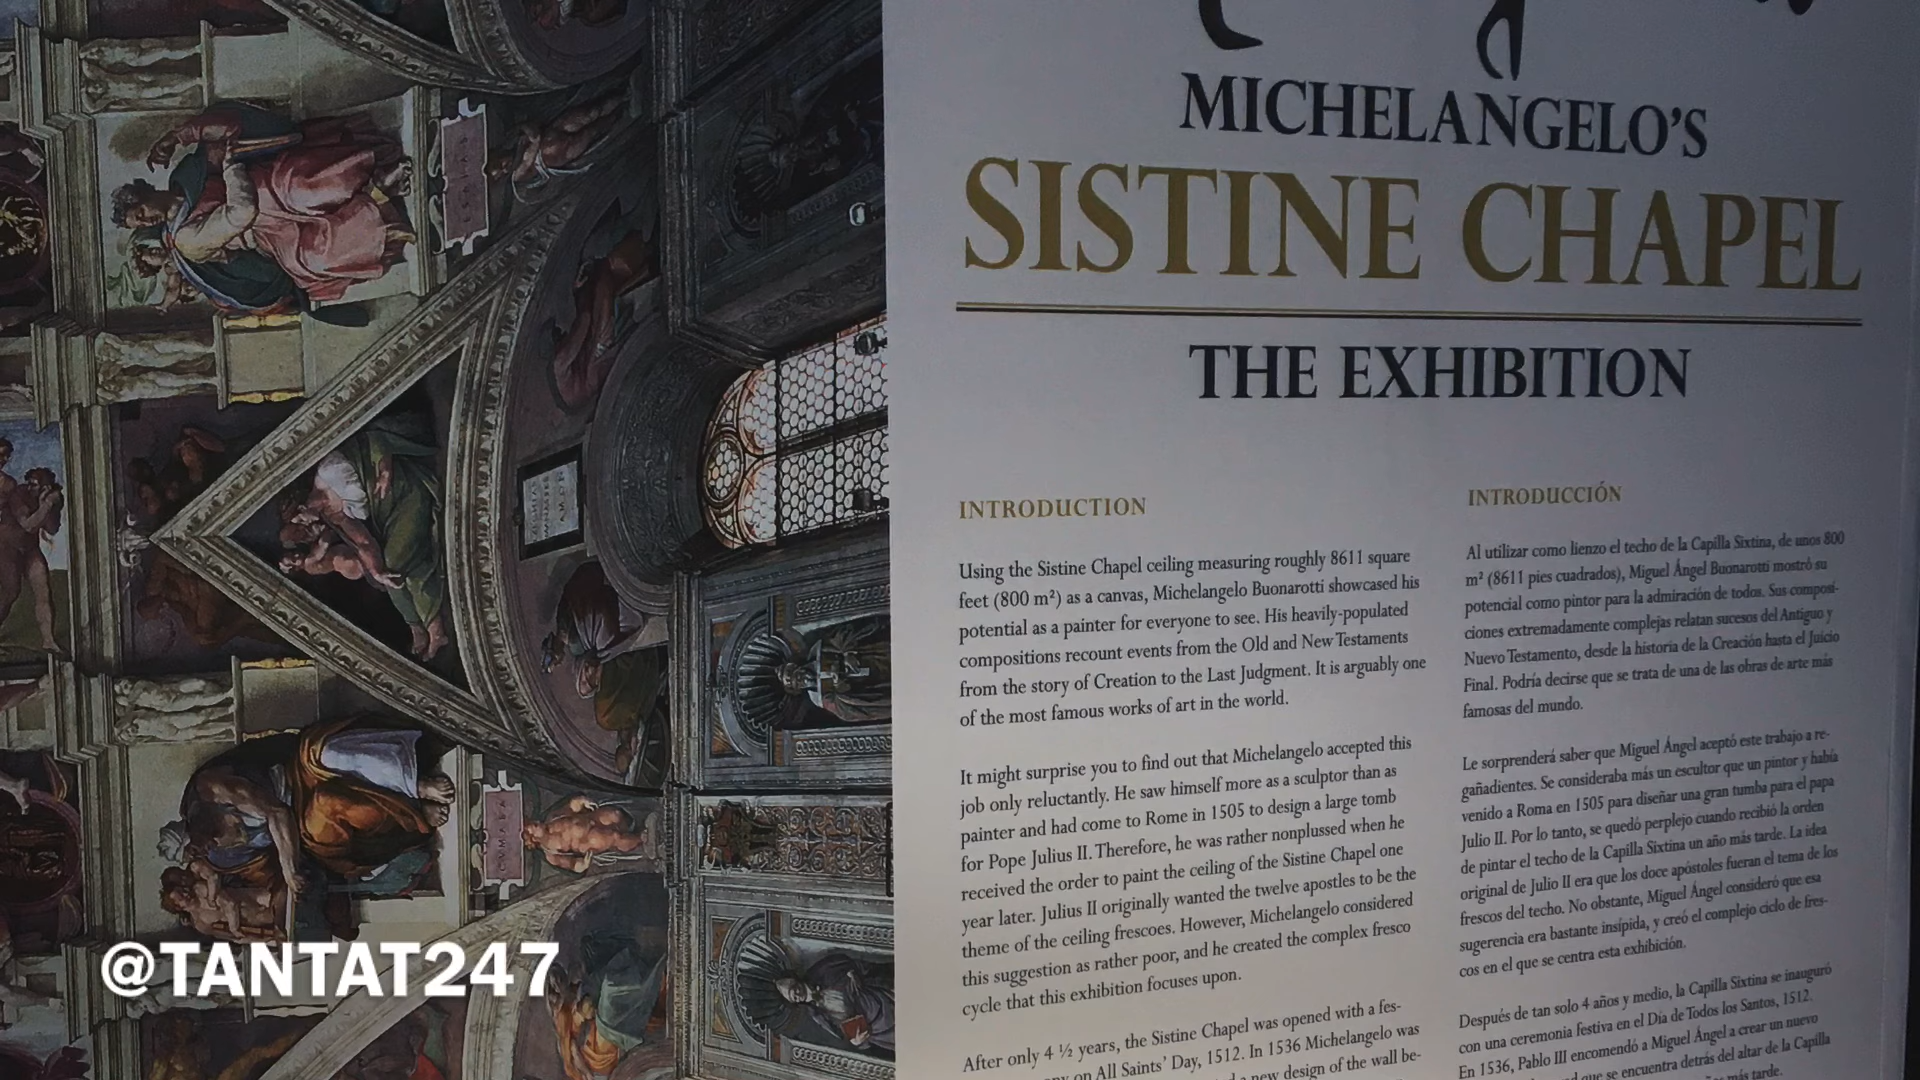 MICHELANGELO'S
SISTINE CHAPEL
THE EXHIBITION
INTRODUCTION
Using the Sistine Chapel ceiling measuring roughly 8611 square
feet (800 m²) as a canvas, Michelangelo Buonarotti showcased his
potential as a painter for everyone to see. His heavily-populated
compositions recount events from the Old and New Testaments
from the story of Creation to the Last Judgment. It is arguably one
of the most famous works of art in the world.
It might surprise you to find out that Michelangelo accepted this
job only reluctantly. He saw himself more as a sculptor than as
painter and had come to Rome in 1505 to design a large tomb
for Pope Julius II. Therefore, he was rather nonplussed when he
received the order to paint the ceiling of the Sistine Chapel one
year later. Julius II originally wanted the twelve apostles to be the
theme of the ceiling frescoes. However, Michelangelo considered
this suggestion as rather poor, and he created the complex fresco
cycle that this exhibition focuses upon.
After only 4 ½ years, the Sistine Chapel was opened with a fes-
on All Saints' Day, 1512. In 1536 Michelangelo was
new design of the wall be-
INTRODUCCIÓN
Al utilizar como lienzo el techo de la Capilla Sixtina, de unos 800
m² (8611 pies cuadrados), Miguel Ángel Buonarotti mostró su
potencial como pintor para la admiración de todos. Sus composi-
ciones extremadamente complejas relatan sucesos del Antiguo y
Nuevo Testamento, desde la historia de la Creación hasta el Juicio
Final. Podría decirse que se trata de una de las obras de arte más
famosas del mundo.
Le sorprenderá saber que Miguel Ángel aceptó este trabajo a re-
gañadientes. Se consideraba más un escultor que un pintor y había
venido a Roma en 1505 para diseñar una gran tumba para el papa
Julio II. Por lo tanto, se quedó perplejo cuando recibió la orden
de pintar el techo de la Capilla Sixtina un año más tarde. La idea
original de Julio II era que los doce apóstoles fueran el tema de los
frescos del techo. No obstante, Miguel Ángel consideró que esa
sugerencia era bastante insípida, y creó el complejo ciclo de fres-
cos en el que se centra esta exhibición.
Después de tan solo 4 años y medio, la Capilla Sixtina se inauguró
con una ceremonia festiva en el Día de Todos los Santos, 1512.
En 1536, Pablo III encomendó a Miguel Ángel a crear un nuevo
que se encuentra detrás del altar de la Capilla
más tarde.
@TANTAT247